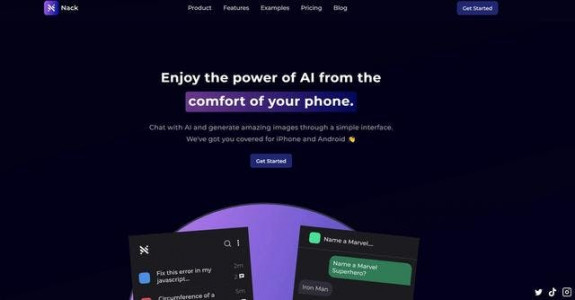 Nack
Product Features Examples Pricing Blog
Get Started
Enjoy the power of AI from the
comfort of your phone.
Chat with AI and generate amazing images through a simple interface.
We've got you covered for iPhone and Android 👋
Get Started
Fix this error in my
javascript...
2m
2
Circumference of a
5m
Name a Marvel...
Name a Marvel
Superhero?
Iron Man